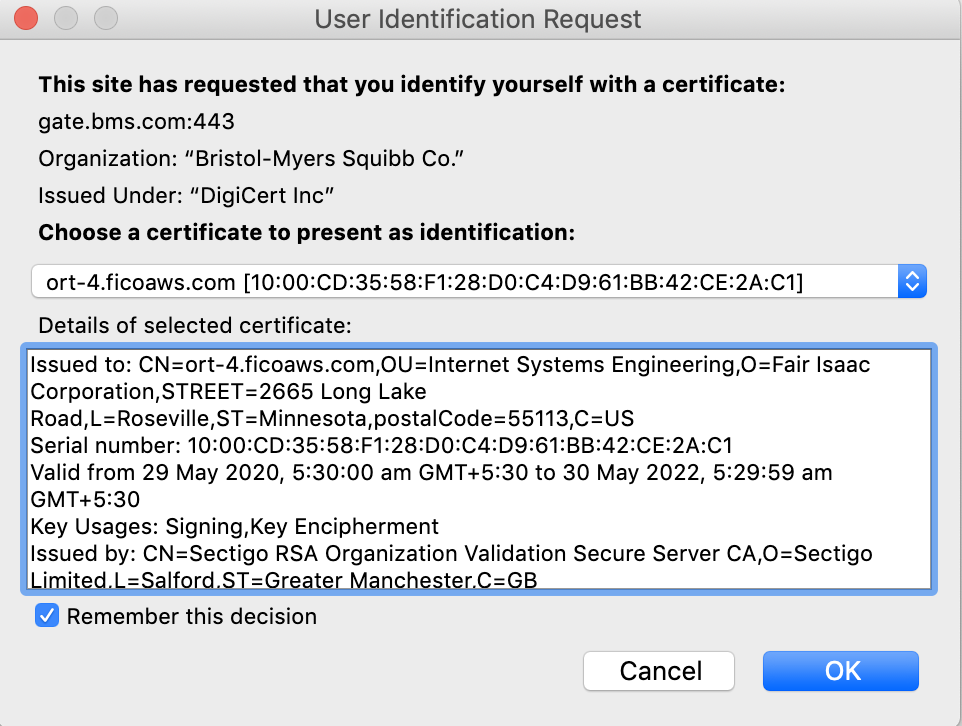 User Identification Request
This site has requested that you identify yourself with a certificate:
gate.bms.com:443
Organization: “Bristol-Myers Squibb Co.”
Issued Under: “DigiCert Inc”
Choose a certificate to present as identification:
ort-4.ficoaws.com [10:00:CD:35:58:F1:28:D0:C4:D9:61:BB:42:CE:2A:C1]
Details of selected certificate:
Issued to: CN=ort-4.ficoaws.com,OU=Internet Systems Engineering,O=Fair Isaac
Corporation,STREET=2665 Long Lake
Road,L=Roseville,ST=Minnesota,postalCode=55113,C=US
Serial number: 10:00:CD:35:58:F1:28:D0:C4:D9:61:BB:42:CE:2A:C1
Valid from 29 May 2020, 5:30:00 am GMT+5:30 to 30 May 2022, 5:29:59 am
GMT+5:30
Key Usages: Signing,Key Encipherment
Issued by: CN=Sectigo RSA Organization Validation Secure Server CA,O=Sectigo
Limited,L=Salford,ST=Greater Manchester,C=GB
Remember this decision
Cancel
OK